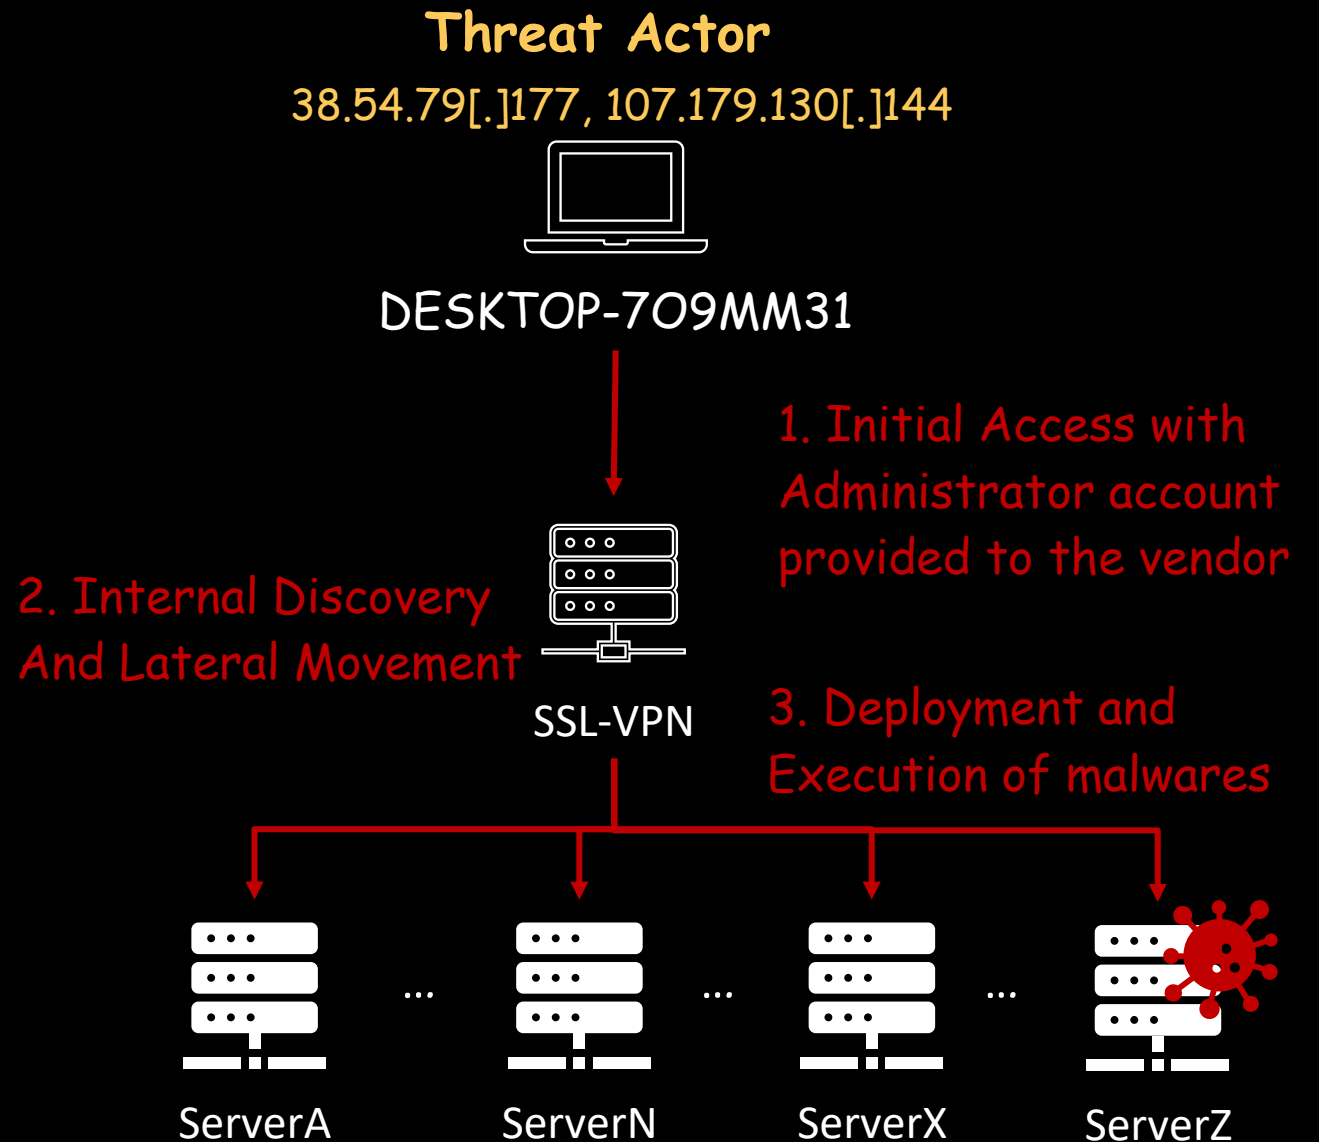 Threat Actor
38.54.79[.]177, 107.179.130[.]144
DESKTOP-7O9MM31
1. Initial Access with
Administrator account
provided to the vendor
2. Internal Discovery
And Lateral Movement
SSL-VPN
3. Deployment and
Execution of malwares
... ... ...
ServerA ServerN ServerX ServerZ